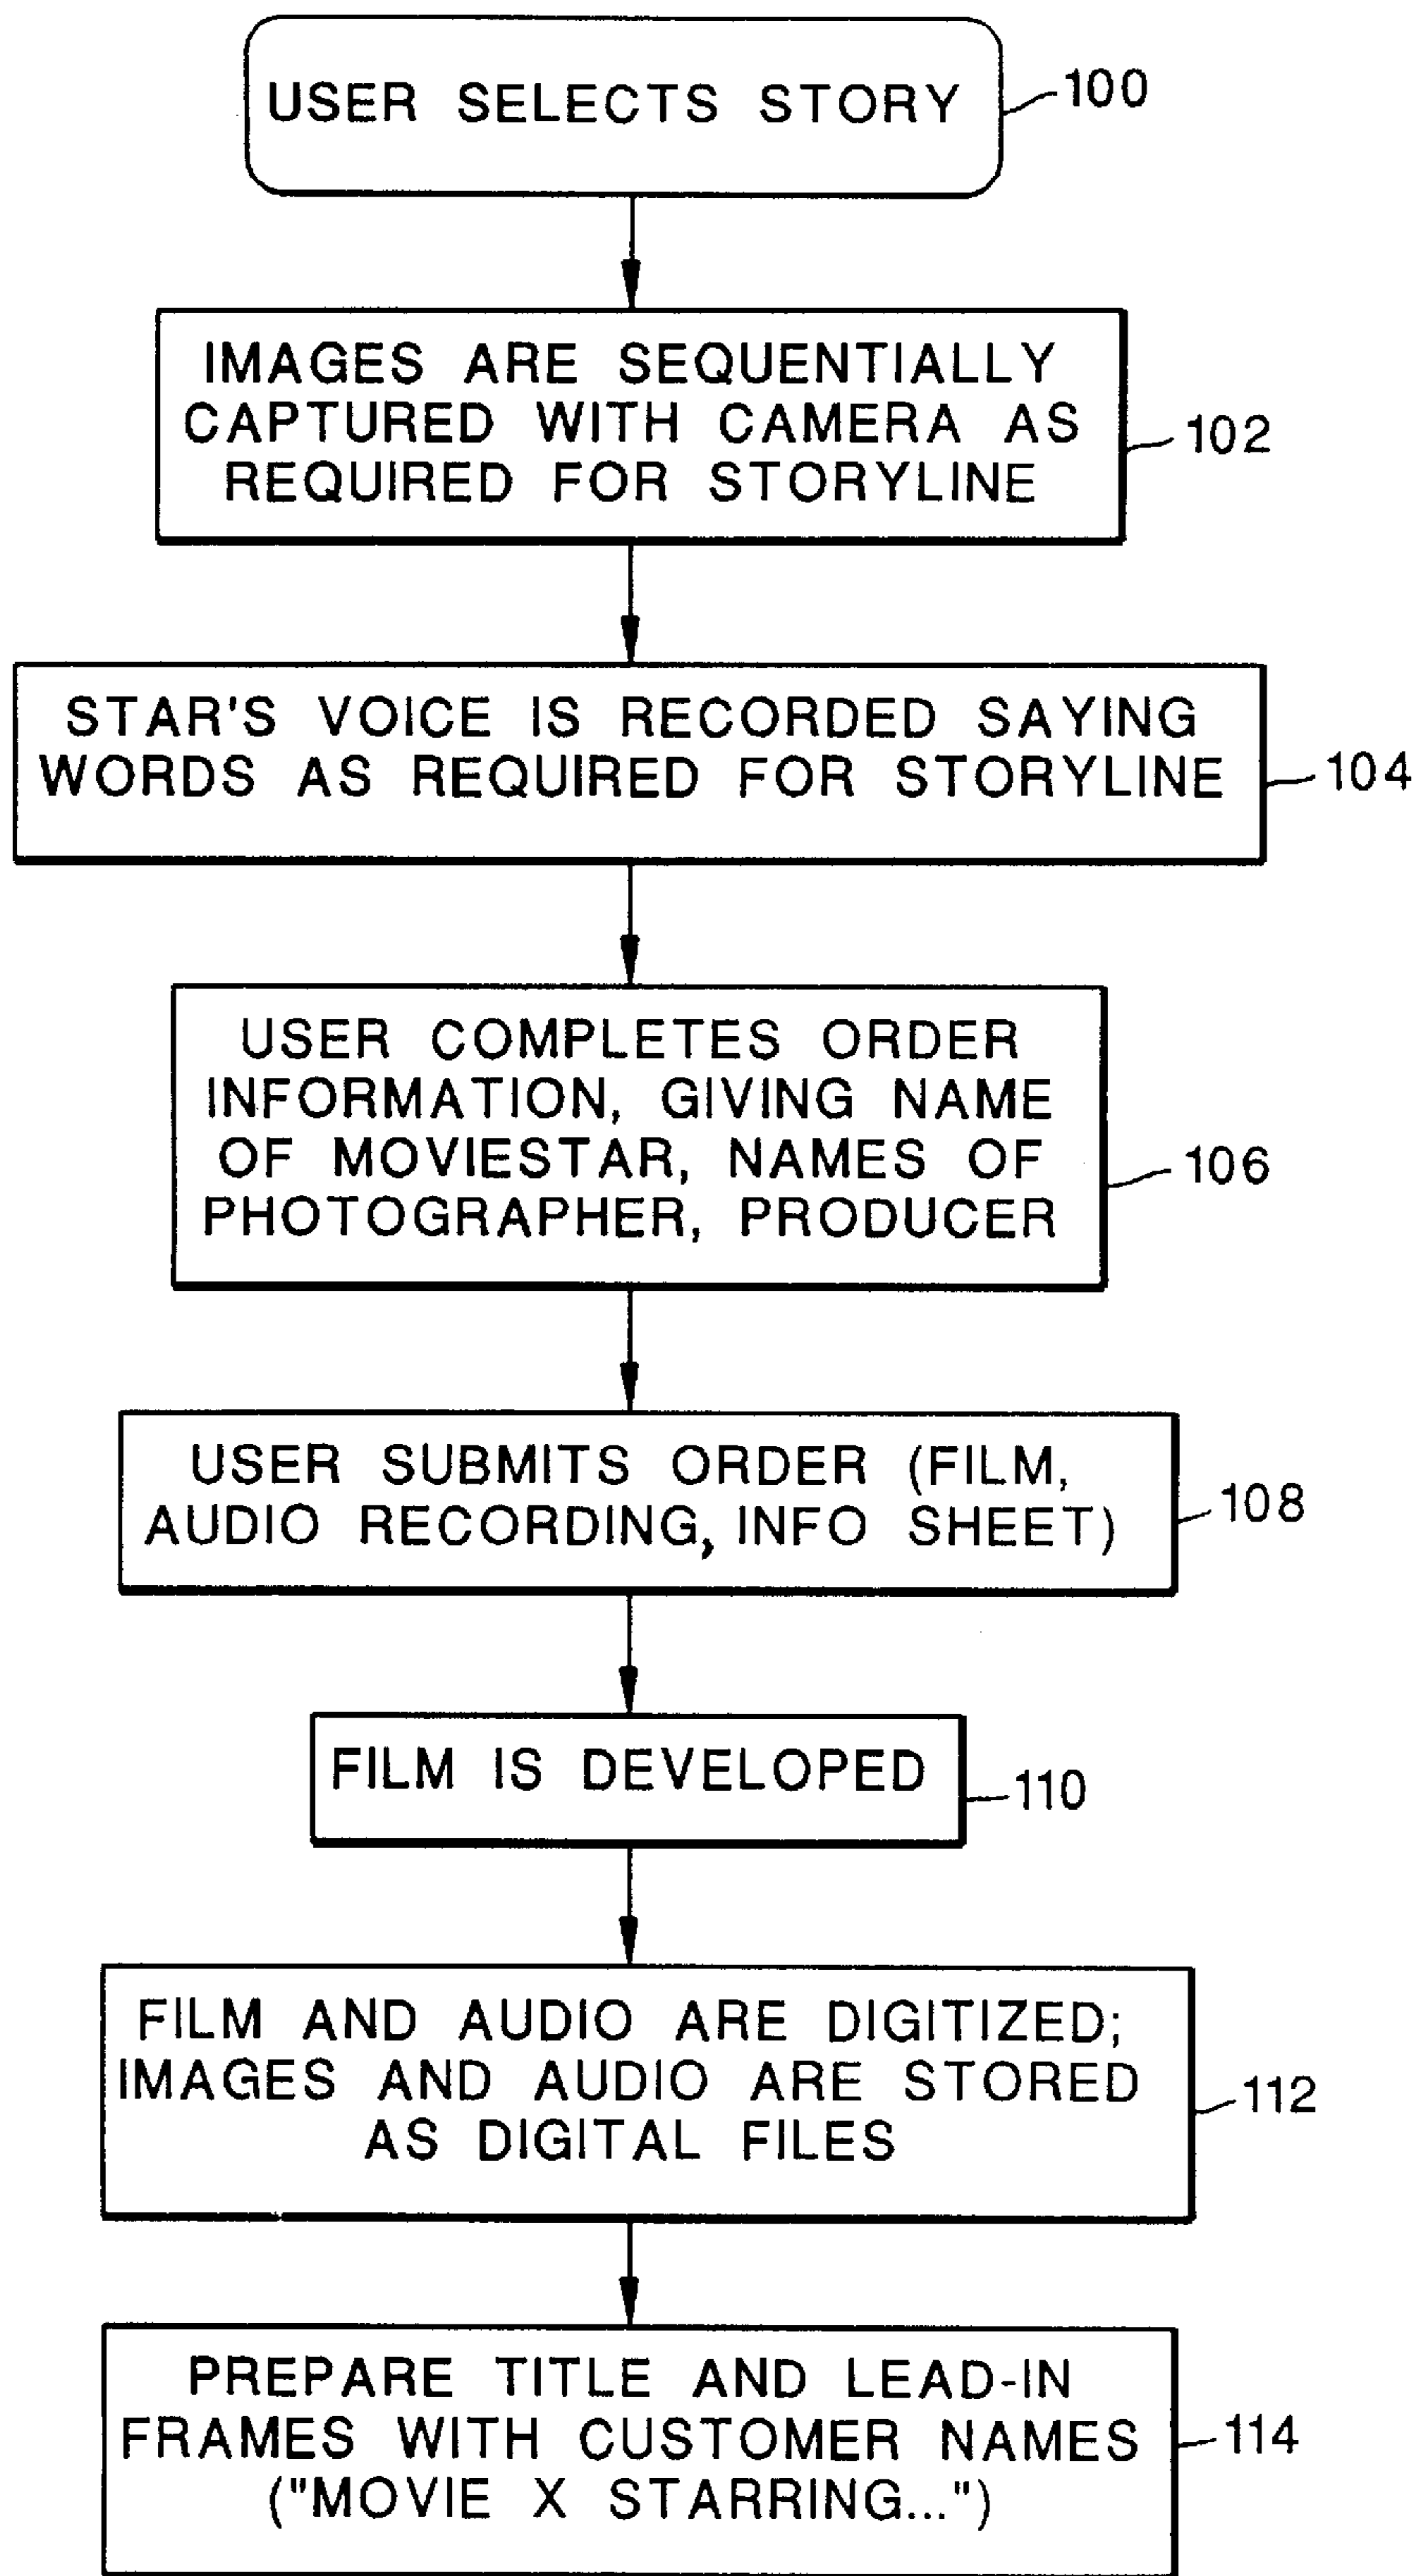 USER SELECTS STORY
100
IMAGES ARE SEQUENTIALLY
CAPTURED WITH CAMERA AS
REQUIRED FOR STORYLINE
102
STAR'S VOICE IS RECORDED SAYING
WORDS AS REQUIRED FOR STORYLINE
104
USER COMPLETES ORDER
INFORMATION, GIVING NAME
OF MOVIESTAR, NAMES OF
PHOTOGRAPHER, PRODUCER
106
USER SUBMITS ORDER (FILM,
AUDIO RECORDING, INFO SHEET)
108
FILM IS DEVELOPED
110
FILM AND AUDIO ARE DIGITIZED;
IMAGES AND AUDIO ARE STORED
AS DIGITAL FILES
112
PREPARE TITLE AND LEAD-IN
FRAMES WITH CUSTOMER NAMES
("MOVIE X STARRING...")
114